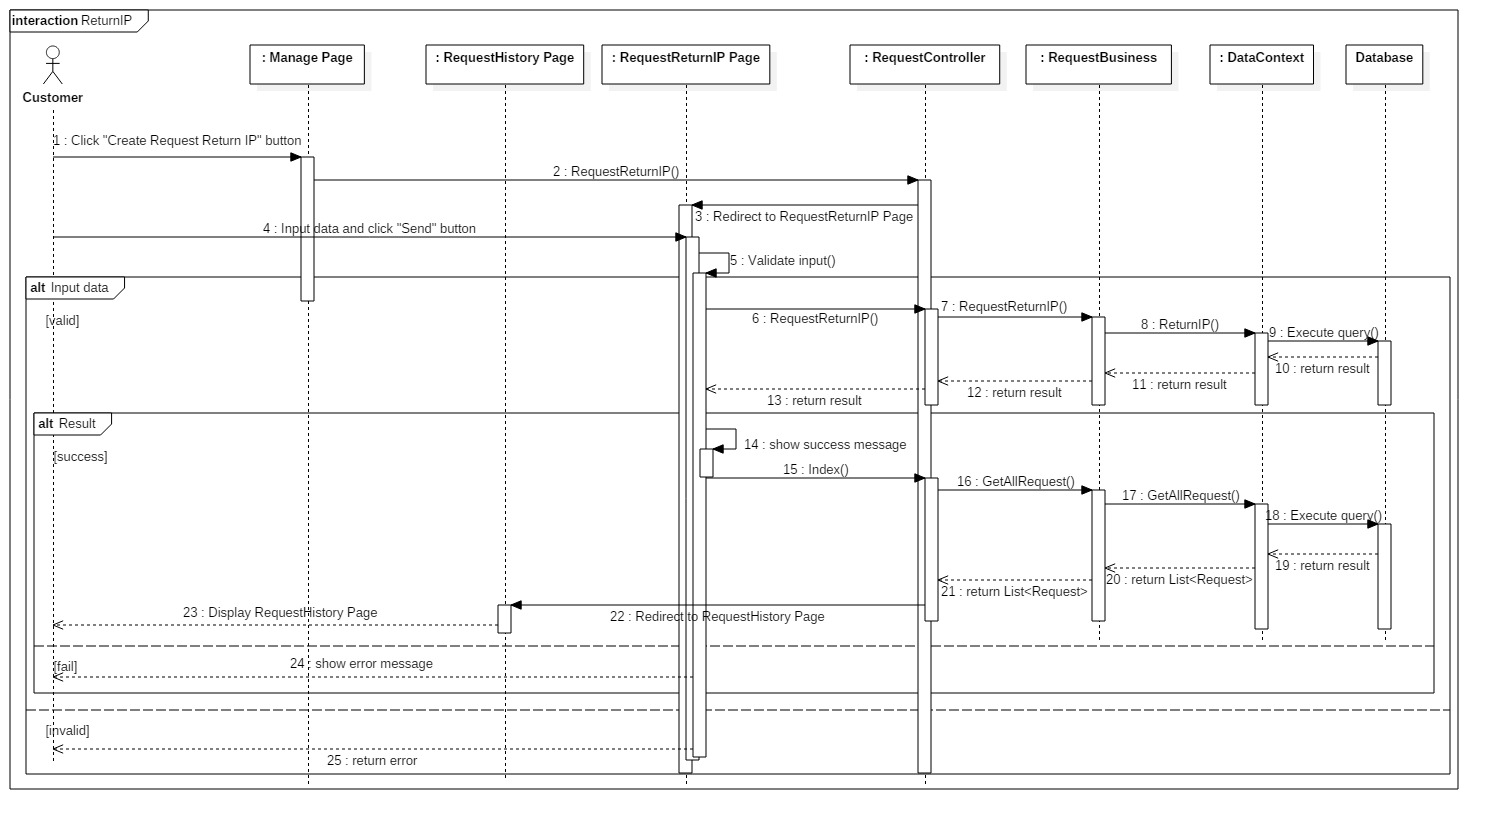 interaction ReturnIP
Customer
: Manage Page
: RequestHistory Page
: RequestReturnIP Page
: RequestController
: RequestBusiness
: DataContext
Database
1 : Click "Create Request Return IP" button
2 : RequestReturnIP()
3 : Redirect to RequestReturnIP Page
4 : Input data and click "Send" button
5 : Validate input()
alt Input data
[valid]
6 : RequestReturnIP()
7 : RequestReturnIP()
8 : ReturnIP()
9 : Execute query()
10 : return result
11 : return result
12 : return result
13 : return result
alt Result
[success]
14 : show success message
15 : Index()
16 : GetAllRequest()
17 : GetAllRequest()
18 : Execute query()
19 : return result
20 : return List<Request>
21 : return List<Request>
22 : Redirect to RequestHistory Page
23 : Display RequestHistory Page
[fail]
24 : show error message
[invalid]
25 : return error